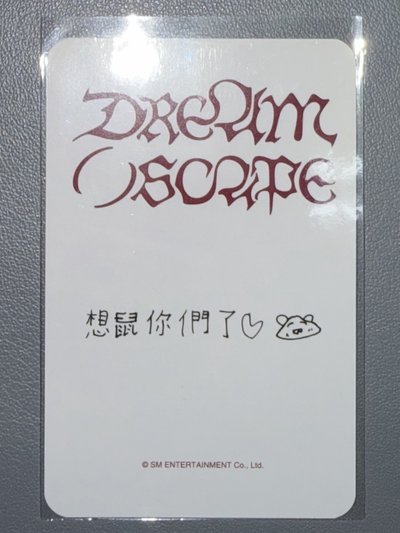 DREAM
()SCAPE
想鼠你們了♡
© SM ENTERTAINMENT Co., Ltd.